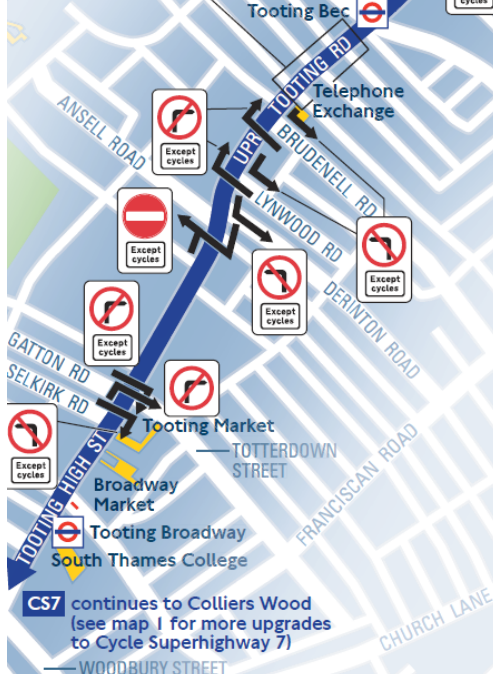 Tooting Bec
cycles
Telephone
Exchange
UPR TOOTING RD
ANSELL ROAD
Except
cycles
BRUDENELL RD
LYNWOOD RD
Except
cycles
Except
cycles
Except
cycles
DERINTON ROAD
Except
cycles
GATTON RD
SELKIRK RD
Tooting Market
TOTTERDOWN
STREET
FRANCISCAN ROAD
Except
cycles
TOOTING HIGH ST
Broadway
Market
Tooting Broadway
South Thames College
CS7 continues to Colliers Wood
(see map 1 for more upgrades
to Cycle Superhighway 7)
CHURCH LANE
WOODBURY STREET